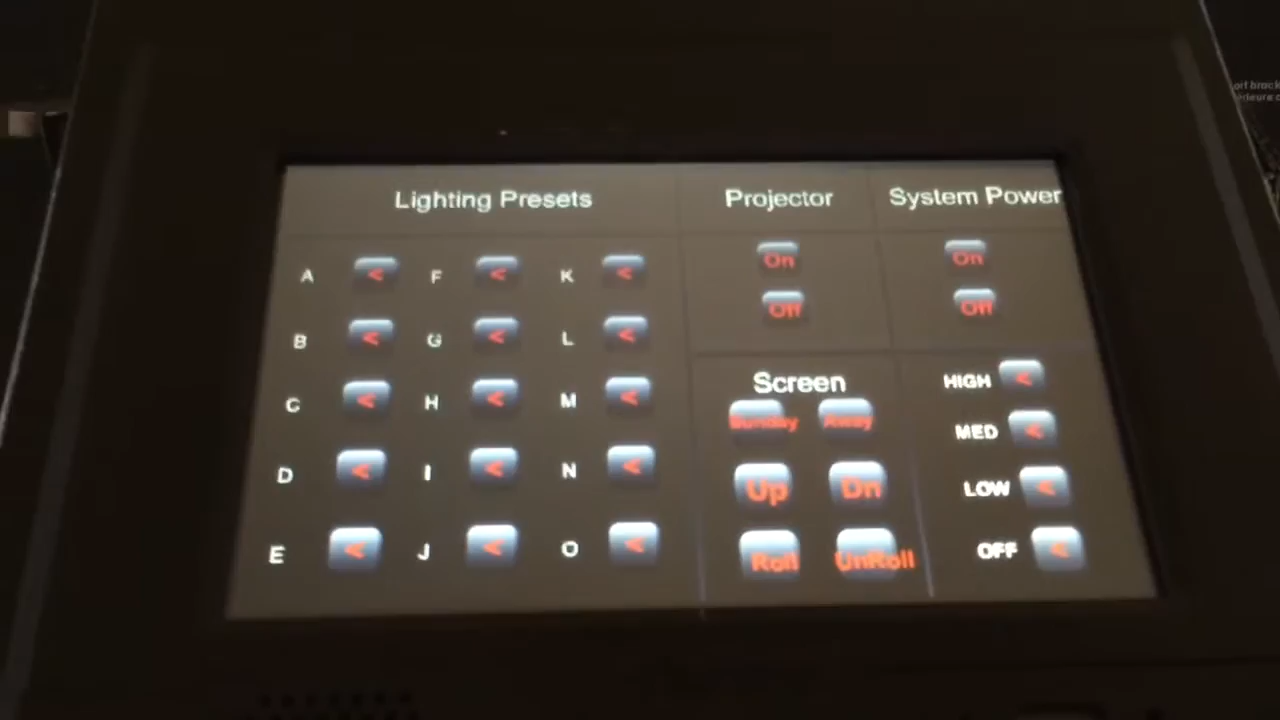 Lighting Presets
Projector
System Power
A < F < K <
On
On
B < G < L <
Off
Off
C < H < M <
Screen
HIGH <
Sunday
Away
MED <
D < I < N <
Up
Dn
LOW <
E < J < O <
Roll
UnRoll
OFF <